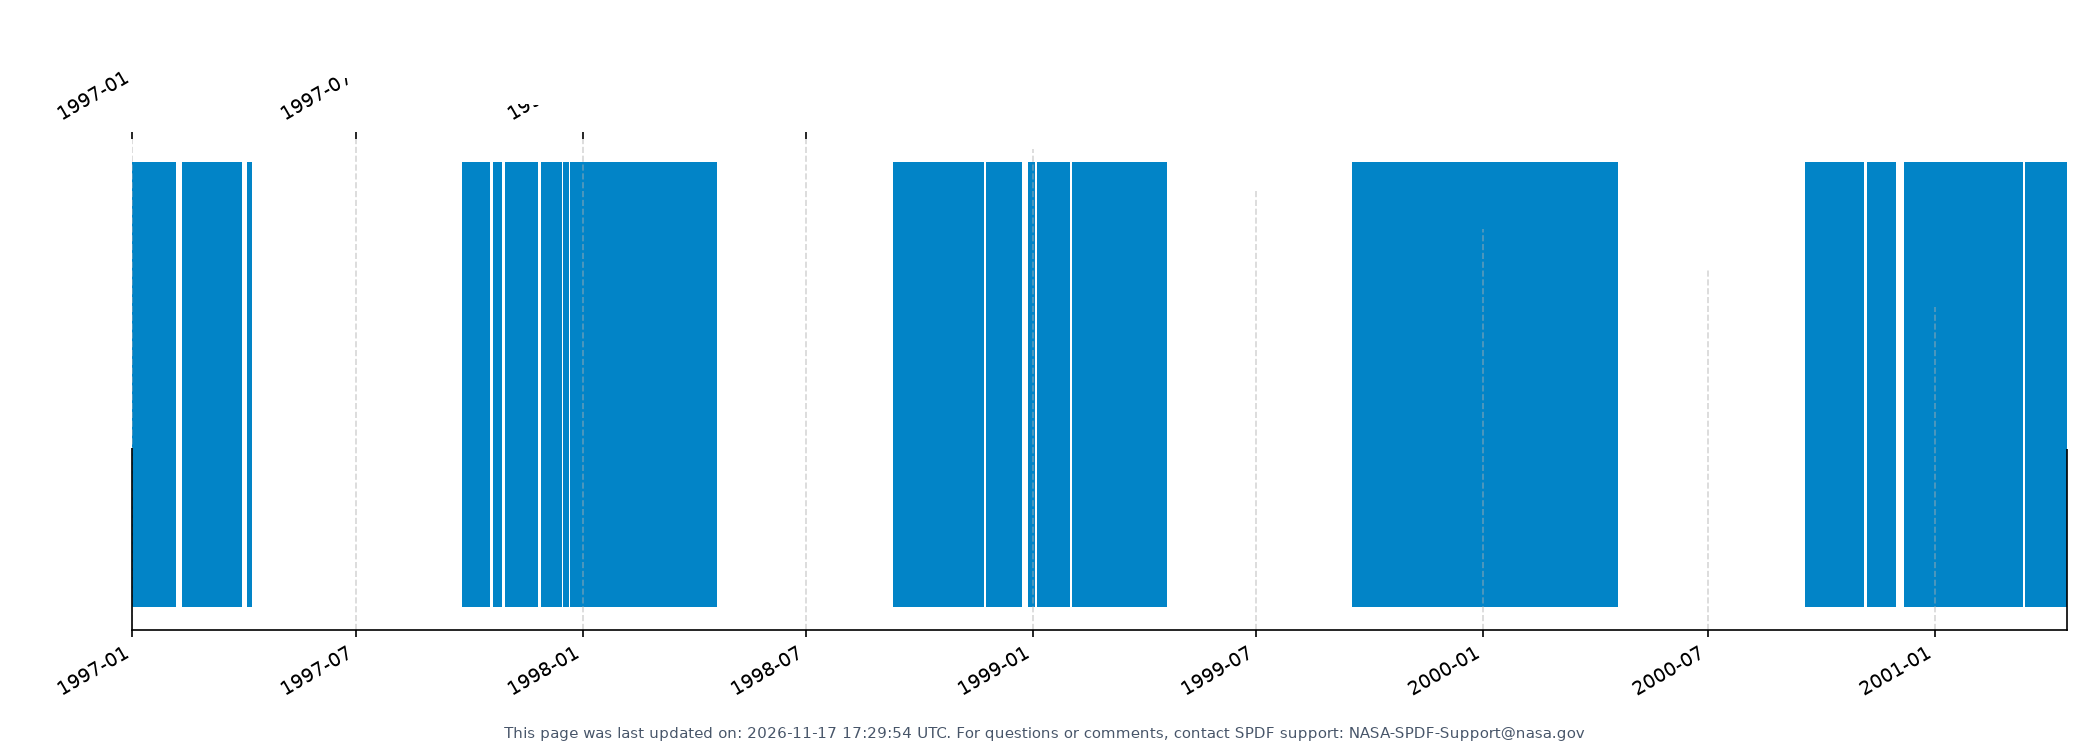 1997-01
1997-01 1997-07 1998-01 1998-07 1999-01 1999-07 2000-01 2000-07 2001-01
This page was last updated on: 2026-11-17 17:29:54 UTC. For questions or comments, contact SPDF support: NASA-SPDF-Support@nasa.gov